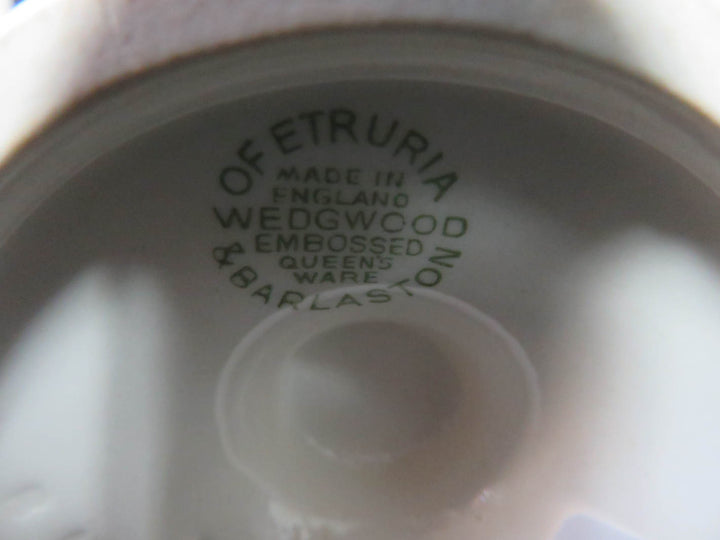 OF ETRURIA
MADE IN
ENGLAND
WEDGWOOD
EMBOSSED
QUEEN'S
WARE
& BARLASTON